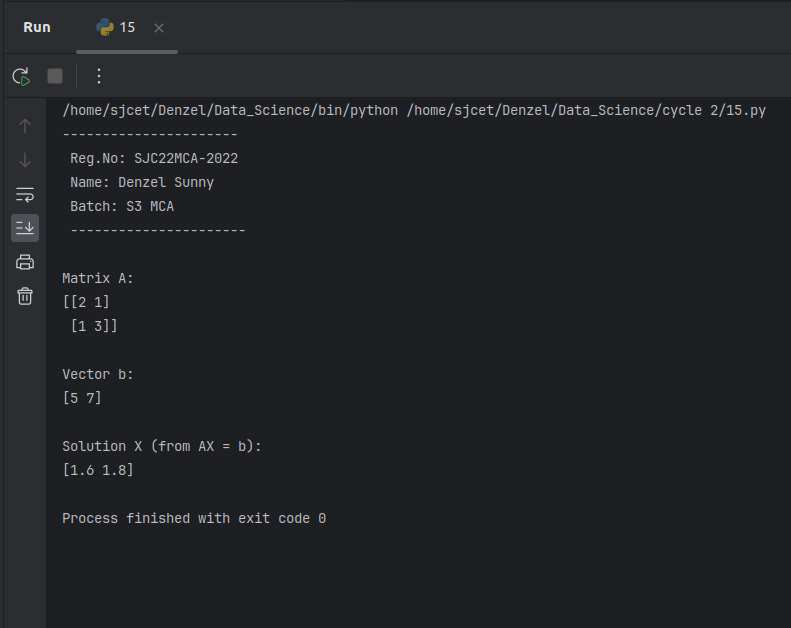 Run 15
/home/sjcet/Denzel/Data_Science/bin/python /home/sjcet/Denzel/Data_Science/cycle 2/15.py
----------------------
 Reg.No: SJC22MCA-2022
 Name: Denzel Sunny
 Batch: S3 MCA
 ----------------------
Matrix A:
[[2 1]
 [1 3]]
Vector b:
[5 7]
Solution X (from AX = b):
[1.6 1.8]
Process finished with exit code 0